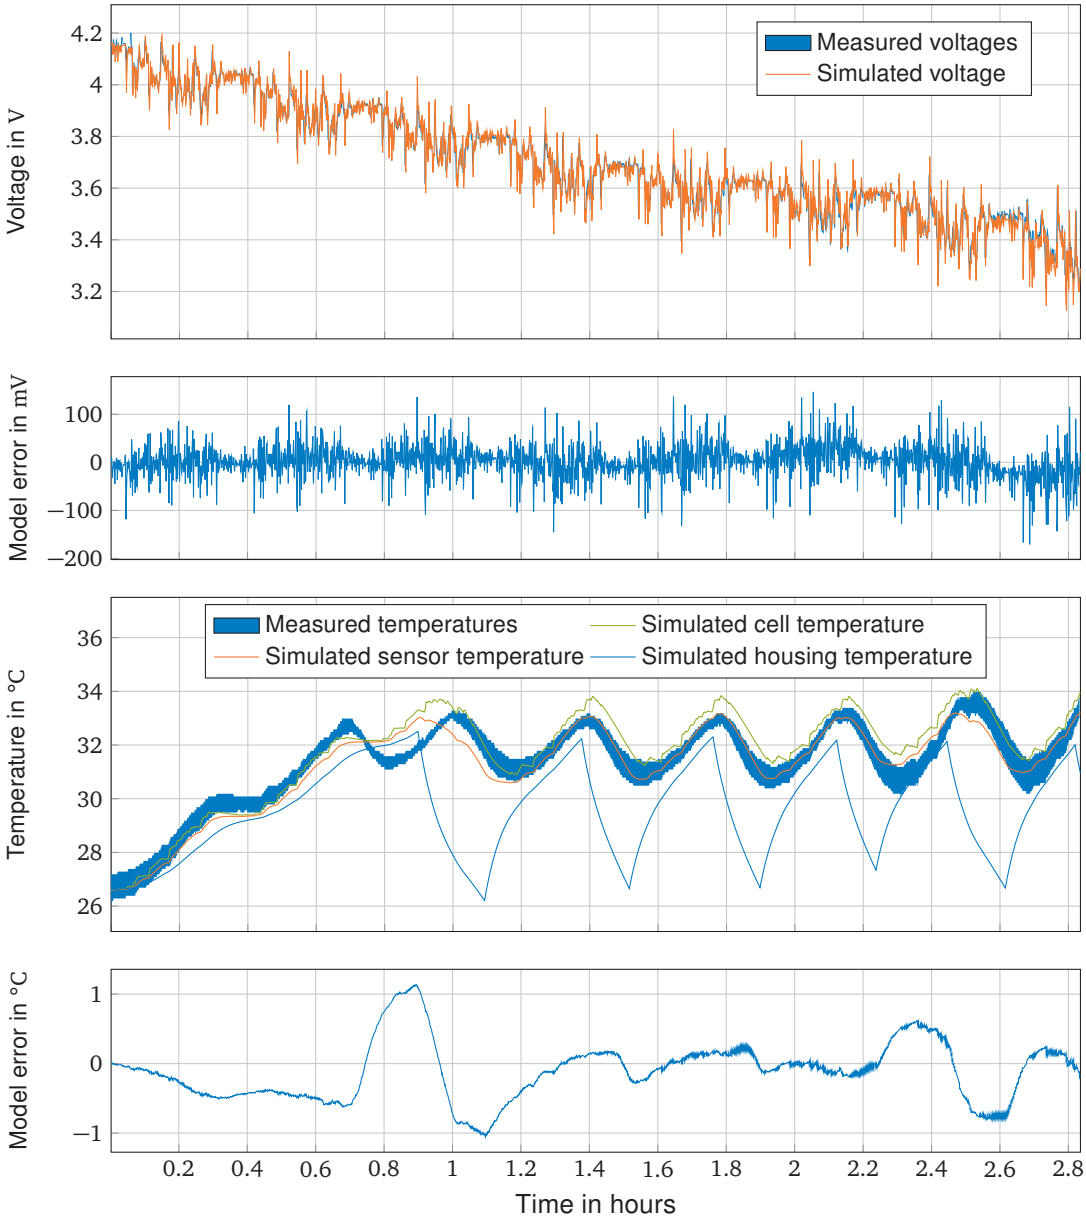 4.2
4
3.8
3.6
3.4
3.2
Voltage in V
Measured voltages
Simulated voltage
100
0
−100
−200
Model error in mV
36
34
32
30
28
26
Temperature in °C
Measured temperatures
Simulated cell temperature
Simulated sensor temperature
Simulated housing temperature
1
0
−1
Model error in °C
0.2 0.4 0.6 0.8 1 1.2 1.4 1.6 1.8 2 2.2 2.4 2.6 2.8
Time in hours